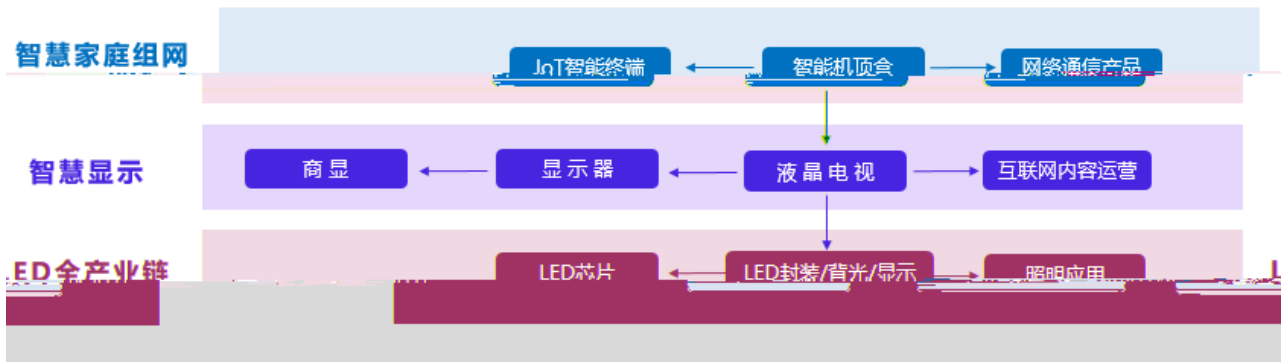 智慧家庭组网
IoT智能终端 智能机顶盒 网络通信产品
智慧显示
商显 显示器 液晶电视 互联网内容运营
LED全产业链
LED芯片 LED封装/背光/显示 照明应用